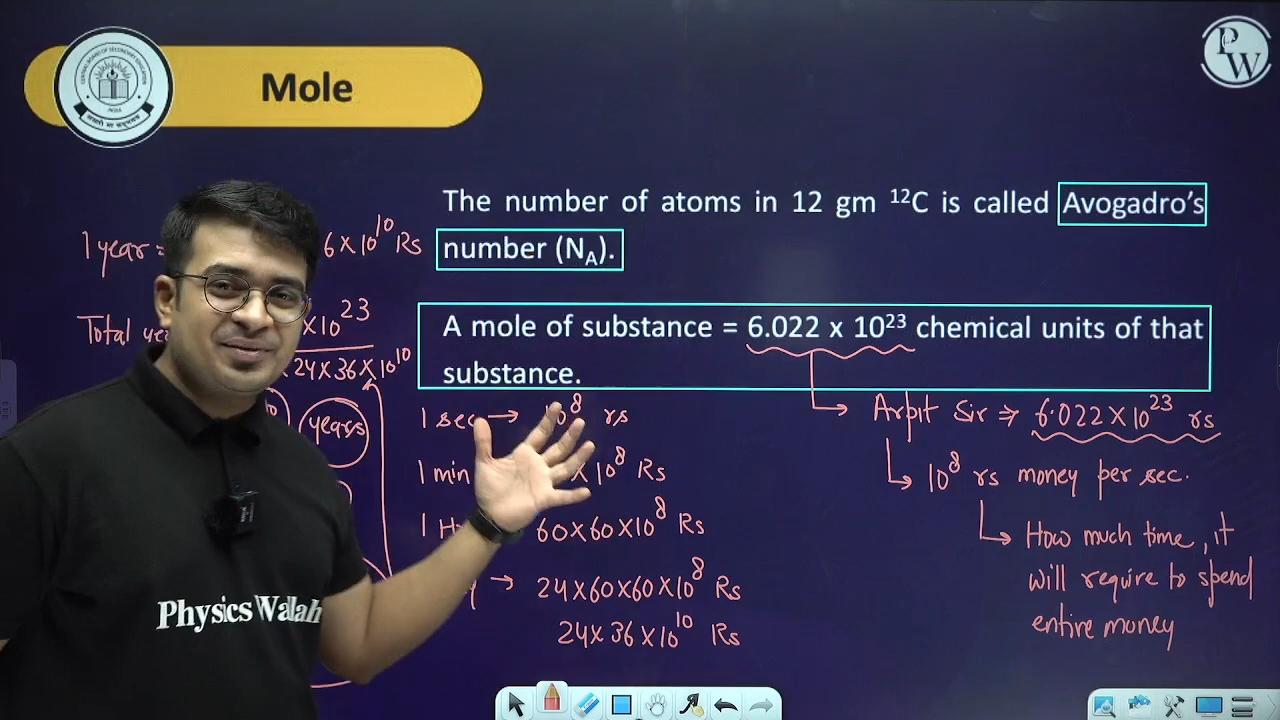 Mole
PW
The number of atoms in 12 gm ¹²C is called Avogadro's
number (N_A).
A mole of substance = 6.022 x 10²³ chemical units of that
substance.
1 year = 6 × 10¹⁰ Rs
Total × 10²³
24 × 36 × 10¹⁰
years
1 sec → 10⁸ rs
1 min × 10⁸ Rs
1 60 × 60 × 10⁸ Rs
→ 24 × 60 × 60 × 10⁸ Rs
24 × 36 × 10¹⁰ Rs
Arpit Sir ⇒ 6.022 × 10²³ rs
10⁸ rs money per sec.
How much time, it
will require to spend
entire money
Physics Wallah